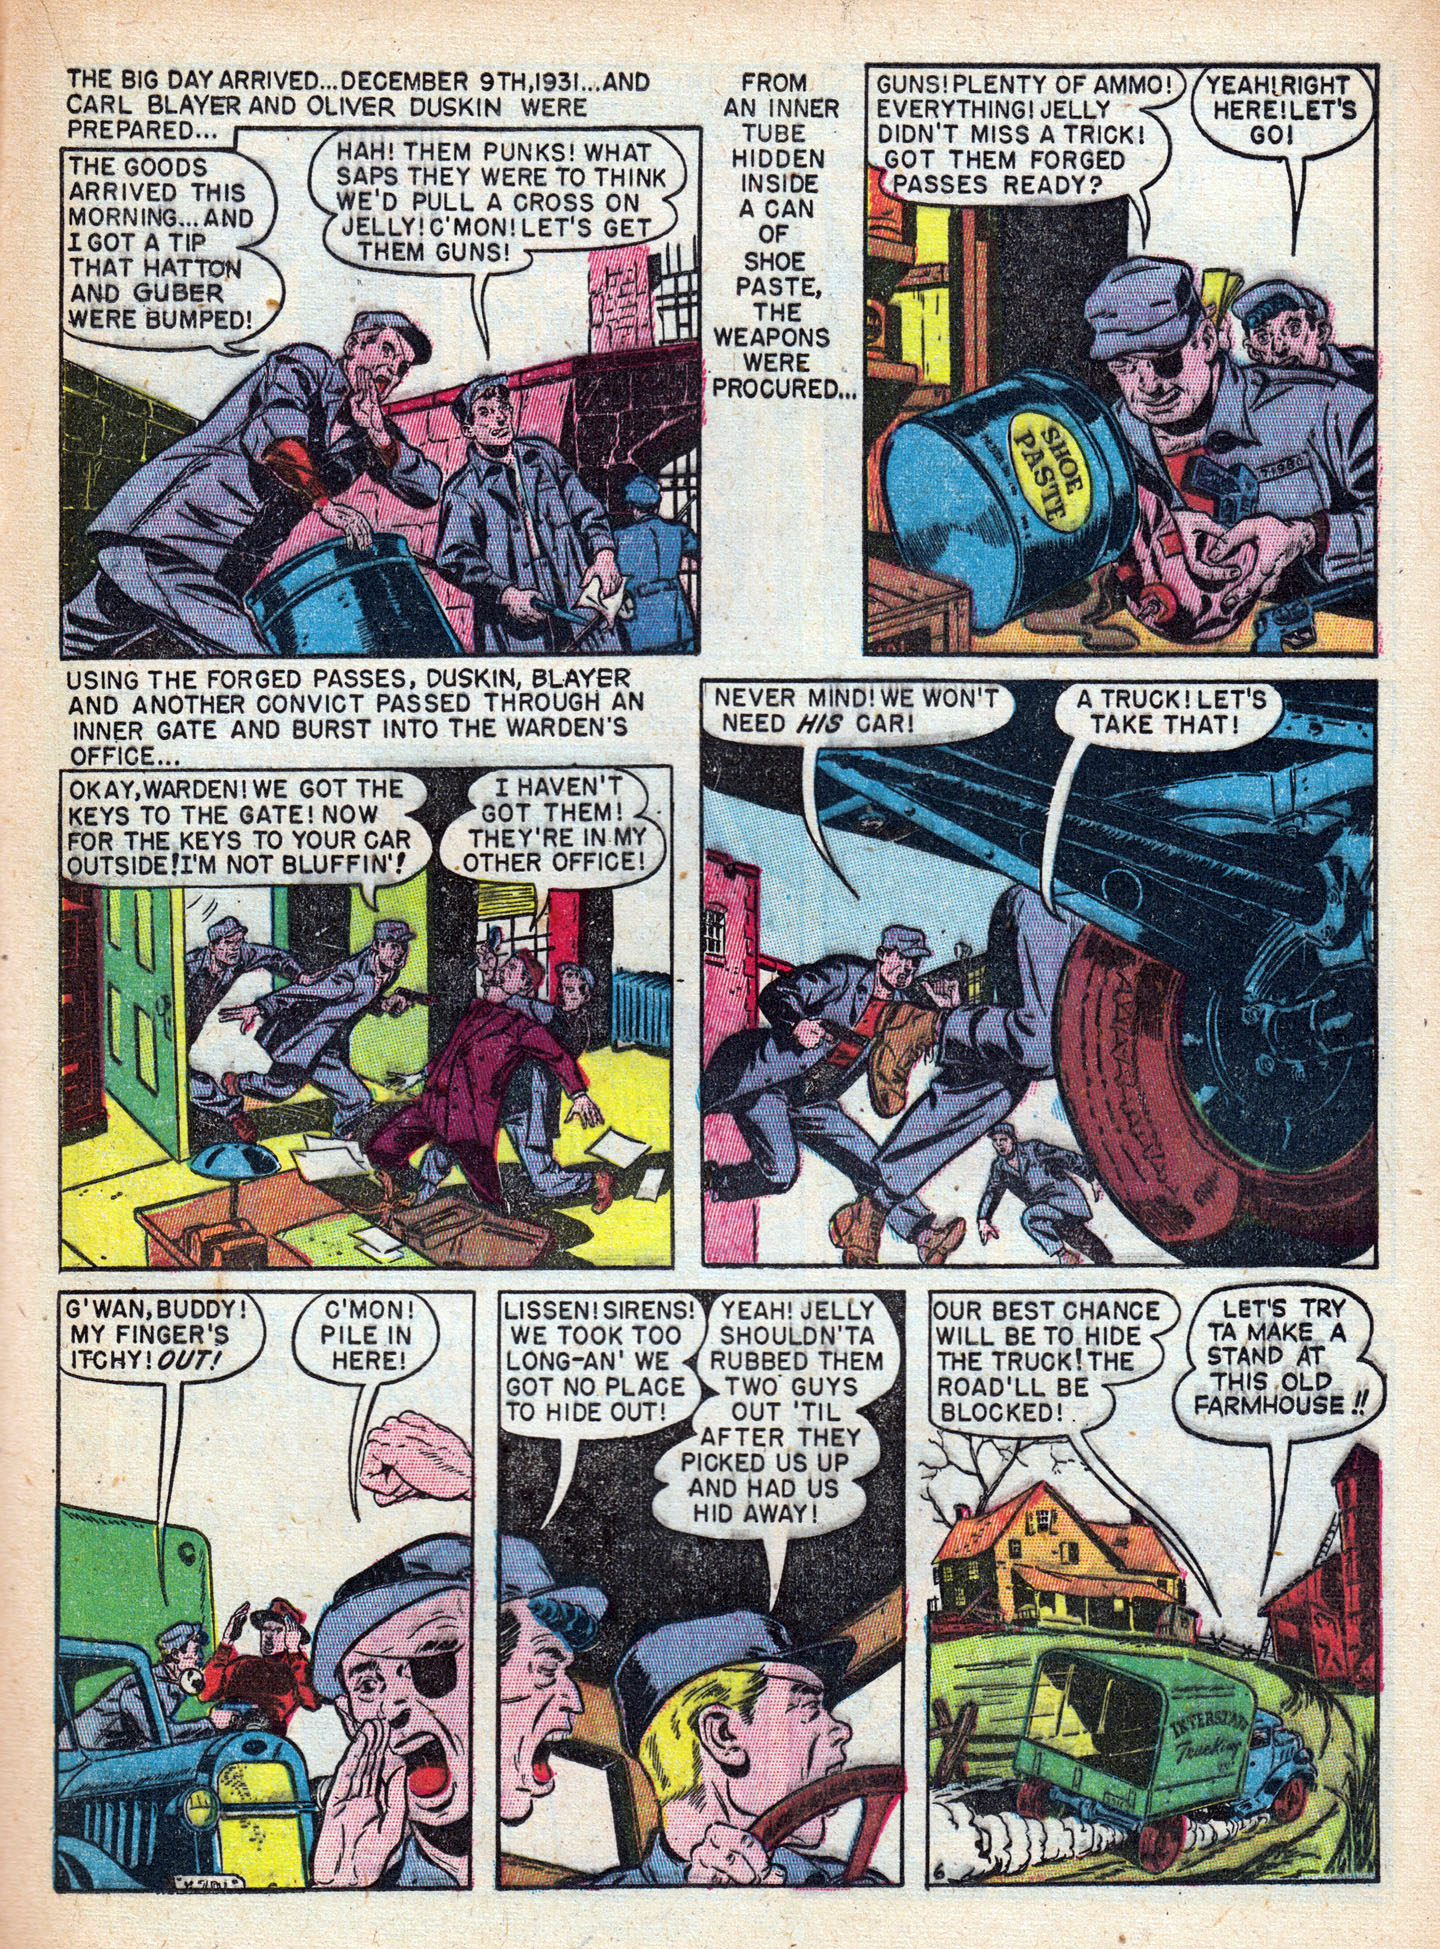 THE BIG DAY ARRIVED...DECEMBER 9TH,1931...AND
CARL BLAYER AND OLIVER DUSKIN WERE
PREPARED...
THE GOODS
ARRIVED THIS
MORNING...AND
I GOT A TIP
THAT HATTON
AND GUBER
WERE BUMPED!
HAH! THEM PUNKS! WHAT
SAPS THEY WERE TO THINK
WE'D PULL A CROSS ON
JELLY! C'MON! LET'S GET
THEM GUNS!
FROM
AN INNER
TUBE
HIDDEN
INSIDE
A CAN
OF
SHOE
PASTE,
THE
WEAPONS
WERE
PROCURED...
GUNS! PLENTY OF AMMO!
EVERYTHING! JELLY
DIDN'T MISS A TRICK!
GOT THEM FORGED
PASSES READY?
YEAH! RIGHT
HERE! LET'S
GO!
SHOE
PASTE
USING THE FORGED PASSES, DUSKIN, BLAYER
AND ANOTHER CONVICT PASSED THROUGH AN
INNER GATE AND BURST INTO THE WARDEN'S
OFFICE...
OKAY, WARDEN! WE GOT THE
KEYS TO THE GATE! NOW
FOR THE KEYS TO YOUR CAR
OUTSIDE! I'M NOT BLUFFIN'!
I HAVEN'T
GOT THEM!
THEY'RE IN MY
OTHER OFFICE!
NEVER MIND! WE WON'T
NEED HIS CAR!
A TRUCK! LET'S
TAKE THAT!
G'WAN, BUDDY!
MY FINGER'S
ITCHY! OUT!
C'MON!
PILE IN
HERE!
LISSEN! SIRENS!
WE TOOK TOO
LONG-AN' WE
GOT NO PLACE
TO HIDE OUT!
YEAH! JELLY
SHOULDN'TA
RUBBED THEM
TWO GUYS
OUT 'TIL
AFTER THEY
PICKED US UP
AND HAD US
HID AWAY!
OUR BEST CHANCE
WILL BE TO HIDE
THE TRUCK! THE
ROAD'LL BE
BLOCKED!
LET'S TRY
TA MAKE A
STAND AT
THIS OLD
FARMHOUSE!!
INTERSTATE
Trucking
6